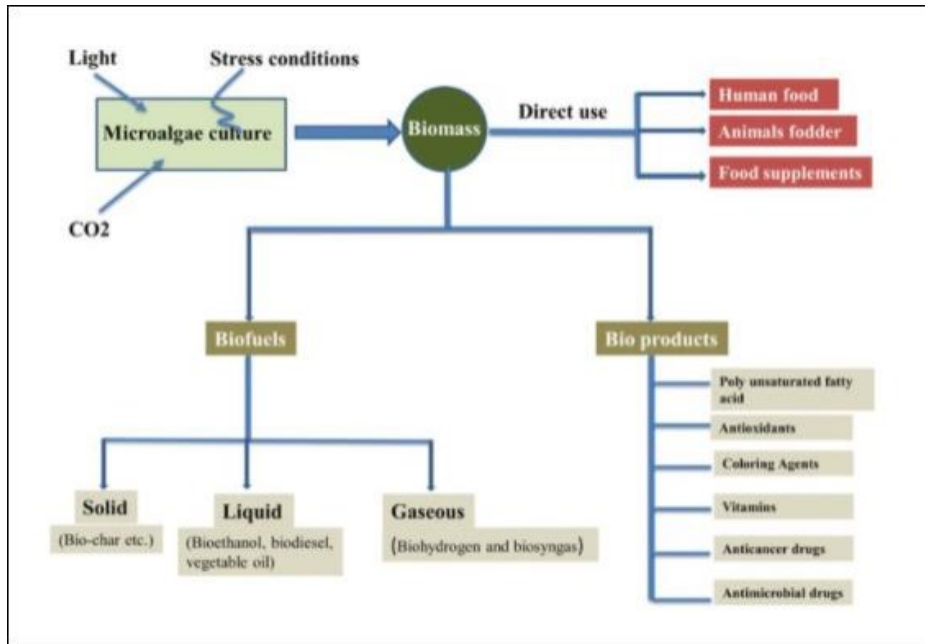 Light
Stress conditions
Microalgae culture
CO2
Biomass
Direct use
Human food
Animals fodder
Food supplements
Biofuels
Bio products
Solid
(Bio-char etc.)
Liquid
(Bioethanol, biodiesel,
vegetable oil)
Gaseous
(Biohydrogen and biosyngas)
Poly unsaturated fatty
acid
Antioxidants
Coloring Agents
Vitamins
Anticancer drugs
Antimicrobial drugs